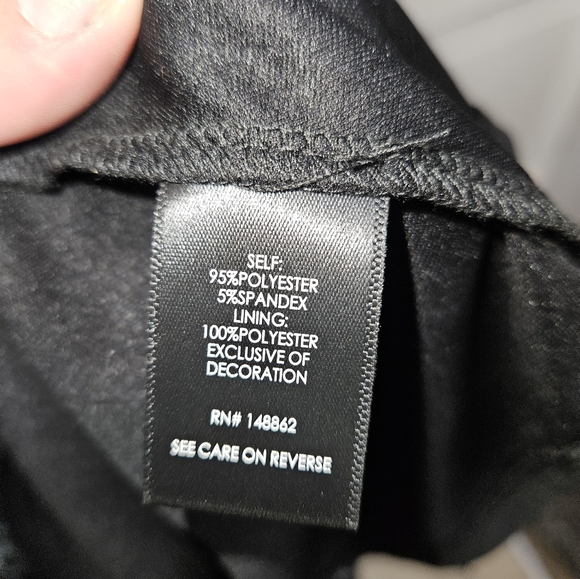 SELF:
95%POLYESTER
5%SPANDEX
LINING:
100%POLYESTER
EXCLUSIVE OF
DECORATION
RN# 148862
SEE CARE ON REVERSE